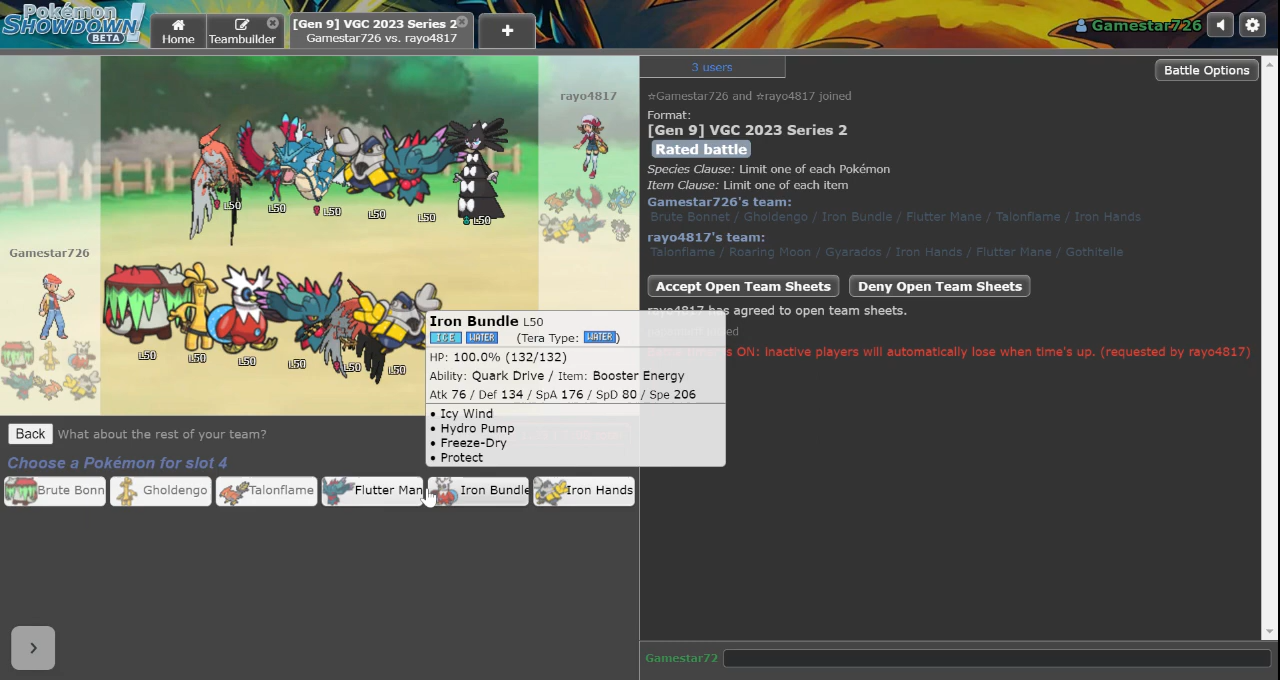 Pokémon
SHOWDOWN!
BETA
Home
Teambuilder
[Gen 9] VGC 2023 Series 2
Gamestar726 vs. rayo4817
+
Gamestar726
rayo4817
L50
L50
L50
L50
L50
L50
Gamestar726
L50
L50
L50
L50
L50
L50
Iron Bundle L50
ICE WATER (Tera Type: WATER)
HP: 100.0% (132/132)
Ability: Quark Drive / Item: Booster Energy
Atk 76 / Def 134 / SpA 176 / SpD 80 / Spe 206
• Icy Wind
• Hydro Pump
• Freeze-Dry
• Protect
Back What about the rest of your team?
Choose a Pokémon for slot 4
Brute Bonn Gholdengo Talonflame Flutter Man Iron Bundle Iron Hands
3 users
Battle Options
☆Gamestar726 and ☆rayo4817 joined
Format:
[Gen 9] VGC 2023 Series 2
Rated battle
Species Clause: Limit one of each Pokémon
Item Clause: Limit one of each item
Gamestar726's team:
Brute Bonnet / Gholdengo / Iron Bundle / Flutter Mane / Talonflame / Iron Hands
rayo4817's team:
Talonflame / Roaring Moon / Gyarados / Iron Hands / Flutter Mane / Gothitelle
Accept Open Team Sheets Deny Open Team Sheets
rayo4817 has agreed to open team sheets.
joined
is ON: inactive players will automatically lose when time's up. (requested by rayo4817)
Gamestar72